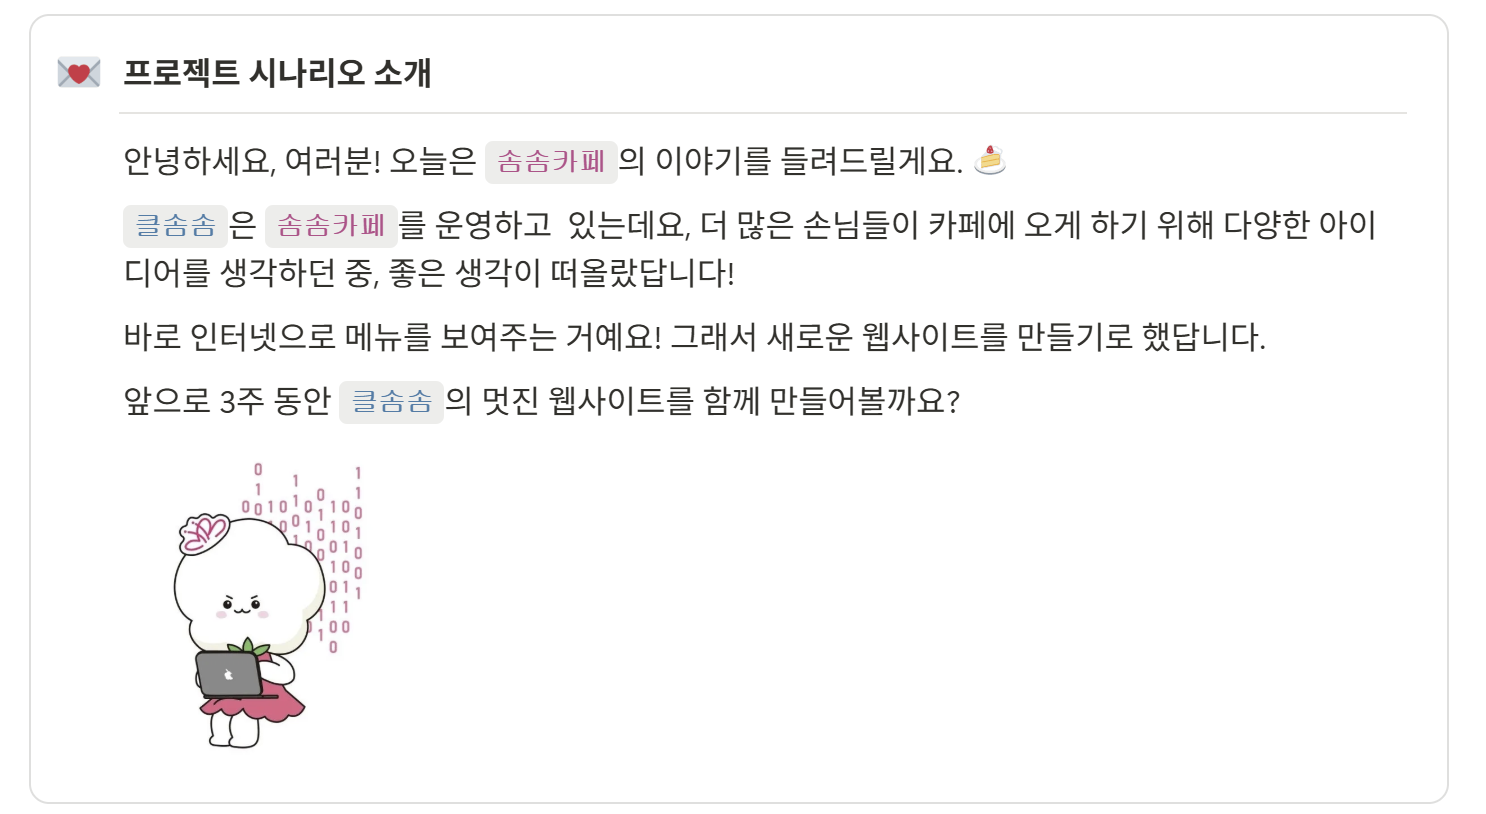 프로젝트 시나리오 소개
안녕하세요, 여러분! 오늘은 솜솜카페의 이야기를 들려드릴게요.
클솜솜은 솜솜카페를 운영하고 있는데요, 더 많은 손님들이 카페에 오게 하기 위해 다양한 아이
디어를 생각하던 중, 좋은 생각이 떠올랐답니다!
바로 인터넷으로 메뉴를 보여주는 거예요! 그래서 새로운 웹사이트를 만들기로 했답니다.
앞으로 3주 동안 클솜솜의 멋진 웹사이트를 함께 만들어볼까요?